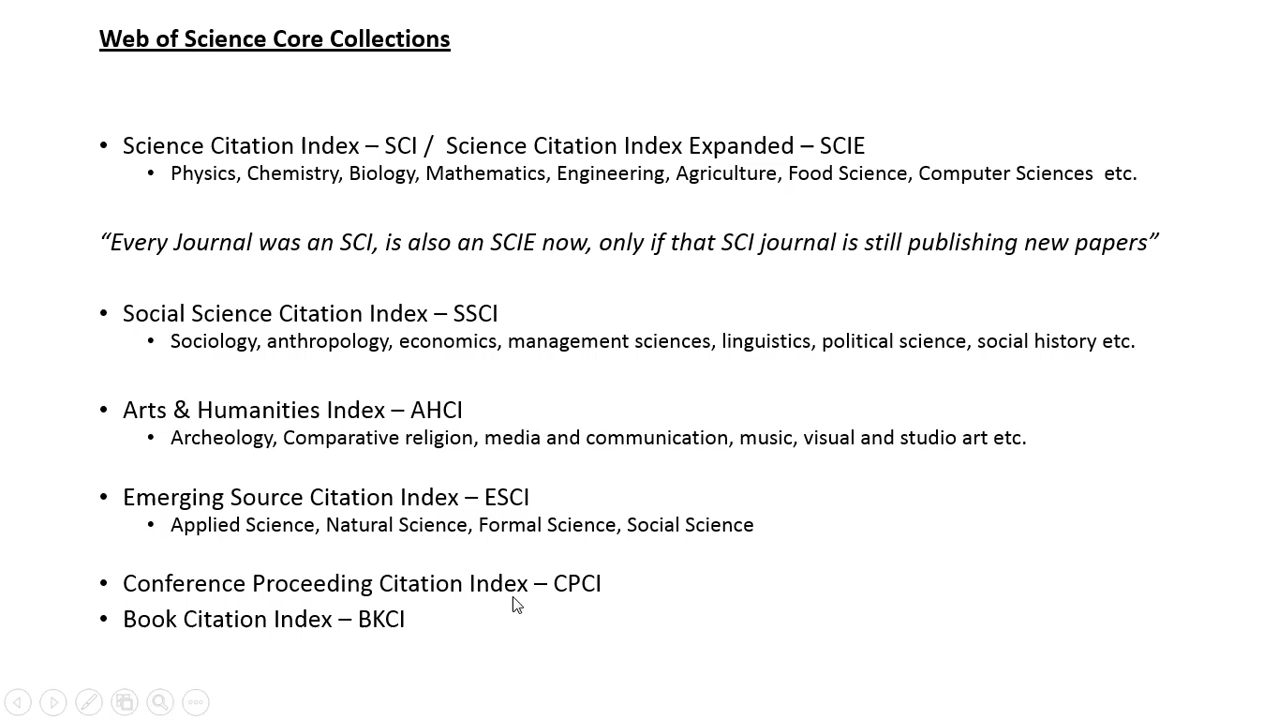 Web of Science Core Collections
• Science Citation Index – SCI / Science Citation Index Expanded – SCIE
• Physics, Chemistry, Biology, Mathematics, Engineering, Agriculture, Food Science, Computer Sciences etc.
“Every Journal was an SCI, is also an SCIE now, only if that SCI journal is still publishing new papers”
• Social Science Citation Index – SSCI
• Sociology, anthropology, economics, management sciences, linguistics, political science, social history etc.
• Arts & Humanities Index – AHCI
• Archeology, Comparative religion, media and communication, music, visual and studio art etc.
• Emerging Source Citation Index – ESCI
• Applied Science, Natural Science, Formal Science, Social Science
• Conference Proceeding Citation Index – CPCI
• Book Citation Index – BKCI